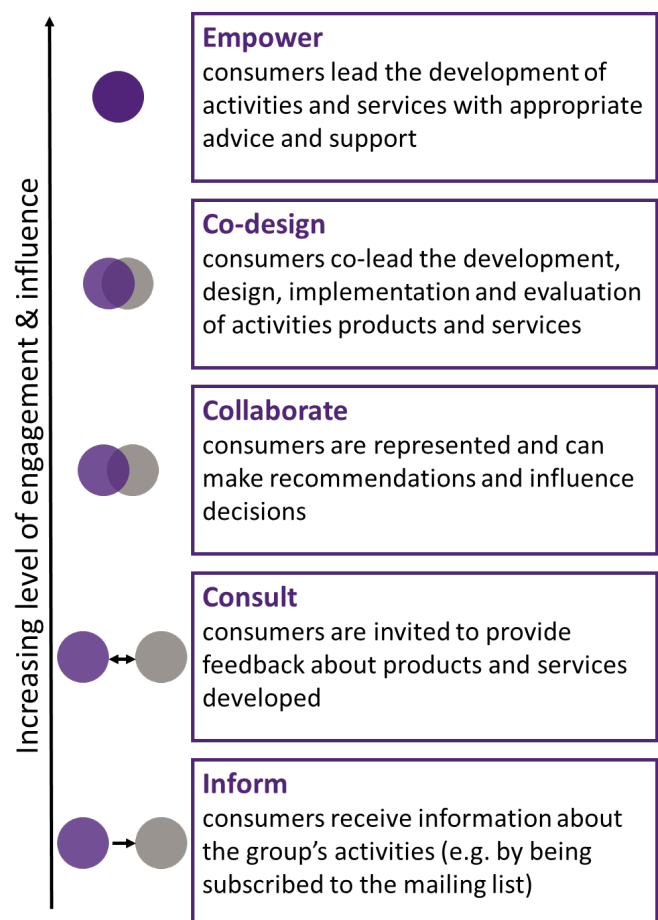 Increasing level of engagement & influence
Empower
consumers lead the development of
activities and services with appropriate
advice and support
Co-design
consumers co-lead the development,
design, implementation and evaluation
of activities products and services
Collaborate
consumers are represented and can
make recommendations and influence
decisions
Consult
consumers are invited to provide
feedback about products and services
developed
Inform
consumers receive information about
the group's activities (e.g. by being
subscribed to the mailing list)